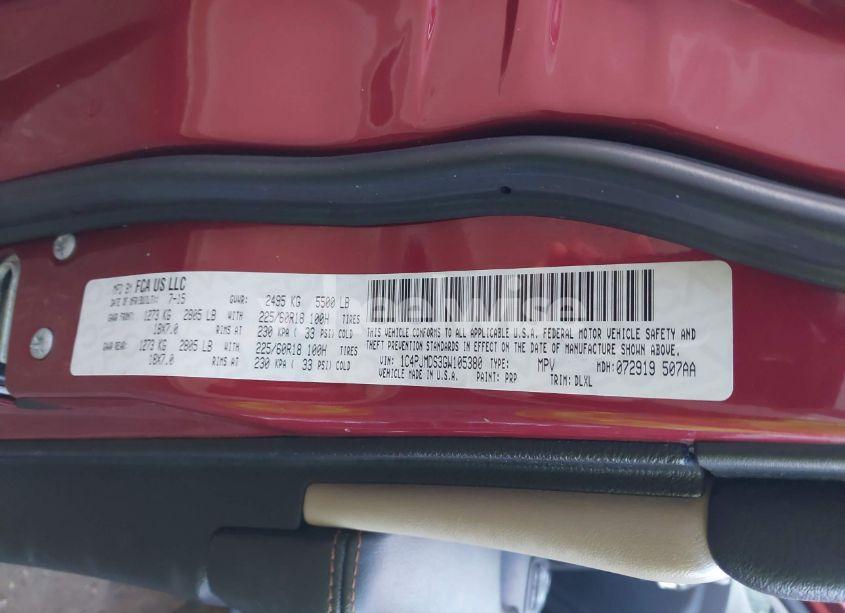 MFD BY FCA US LLC
DATE OF MFR(BUILT): 7-15 GVWR: 2495 KG 5500 LB
GAWR FRONT: 1273 KG 2805 LB WITH 225/60R18 100H TIRES
18X7.0 RIMS AT 230 KPA ( 33 PSI) COLD
GAWR REAR: 1273 KG 2805 LB WITH 225/60R18 100H TIRES
18X7.0 RIMS AT 230 KPA ( 33 PSI) COLD
THIS VEHICLE CONFORMS TO ALL APPLICABLE U.S.A. FEDERAL MOTOR VEHICLE SAFETY AND
THEFT PREVENTION STANDARDS IN EFFECT ON THE DATE OF MANUFACTURE SHOWN ABOVE.
VIN: 1C4PJMDS3GW105380 TYPE: MPV MDH: 072919 507AA
VEHICLE MADE IN U.S.A. PAINT: PRP TRIM: DLXL